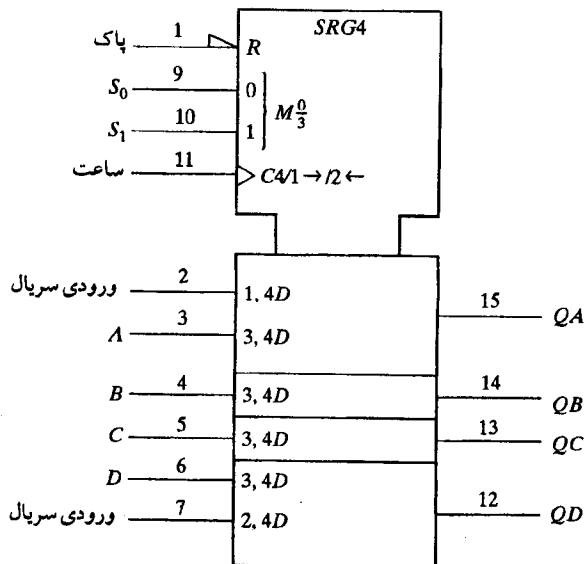 SRG4
پاک 1 R
S₀ 9 0
S₁ 10 1
M 0/3
ساعت 11 C4/1→/2←
ورودی سریال 2 1, 4D
A 3 3, 4D
15 QA
B 4 3, 4D
14 QB
C 5 3, 4D
13 QC
D 6 3, 4D
ورودی سریال 7 2, 4D
12 QD